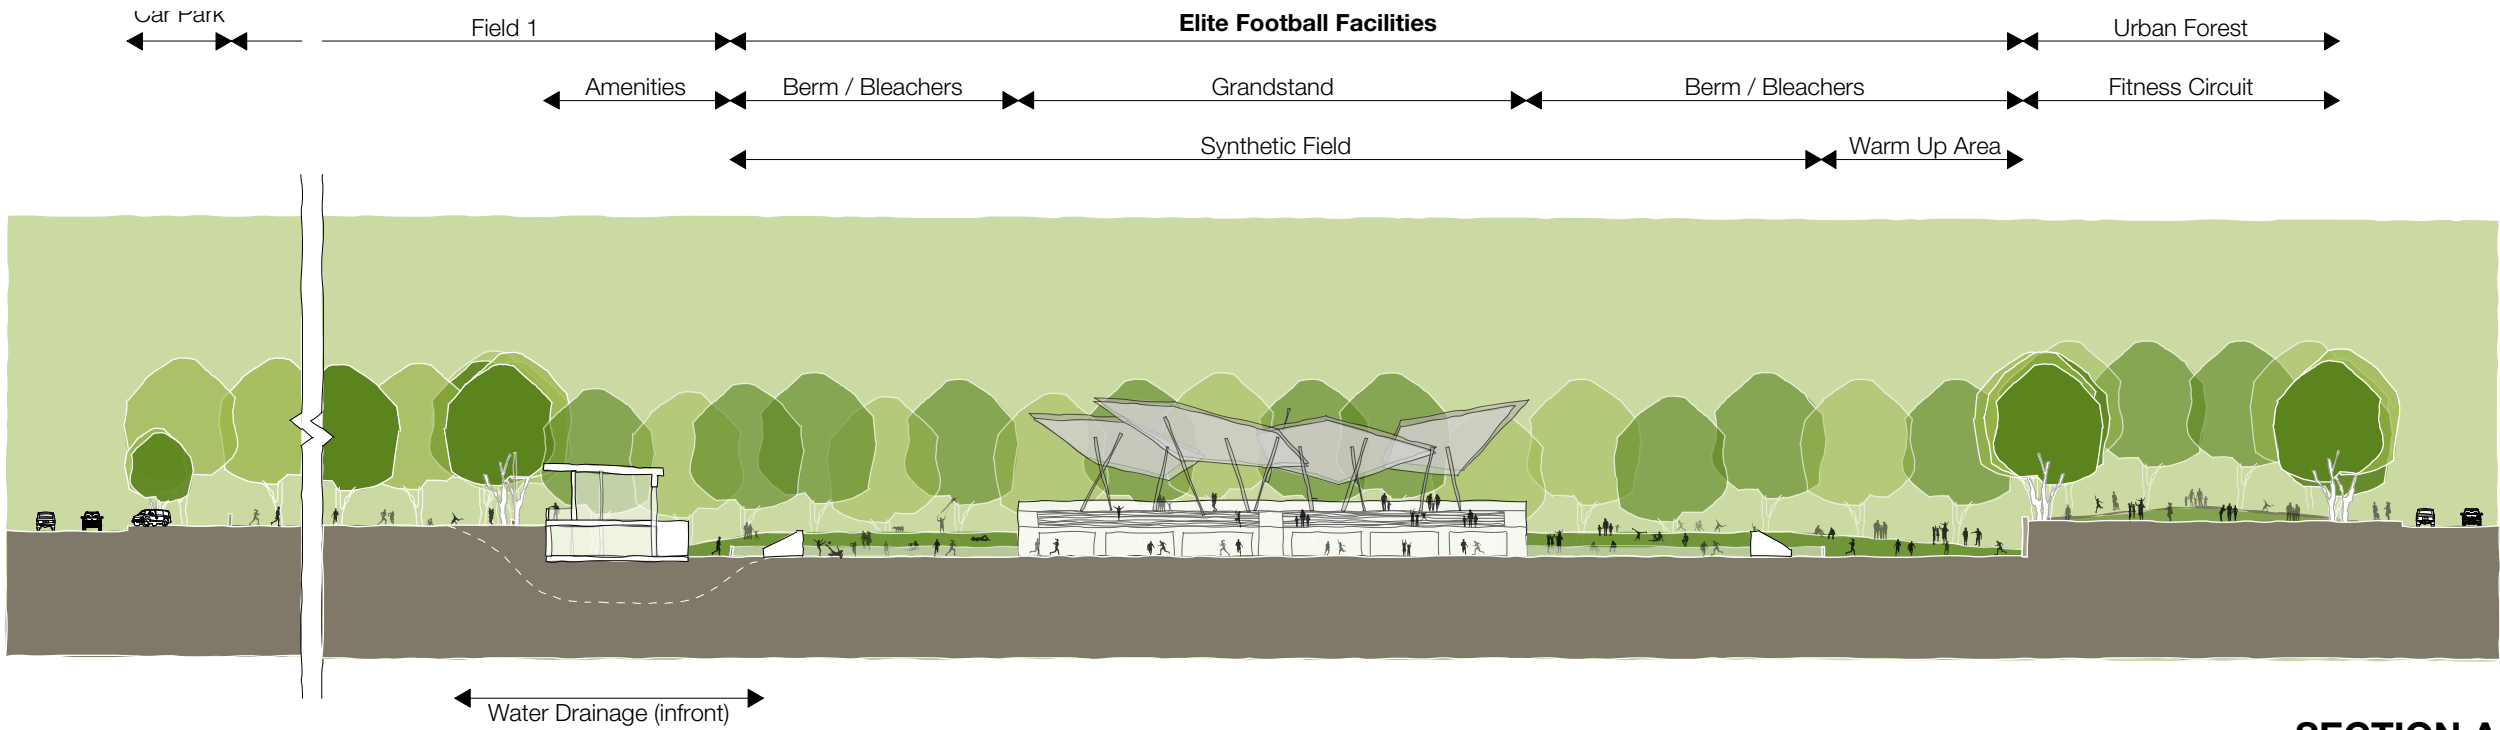 Car Park
Field 1
Elite Football Facilities
Urban Forest
Amenities
Berm / Bleachers
Grandstand
Berm / Bleachers
Fitness Circuit
Synthetic Field
Warm Up Area
Water Drainage (infront)
SECTION A